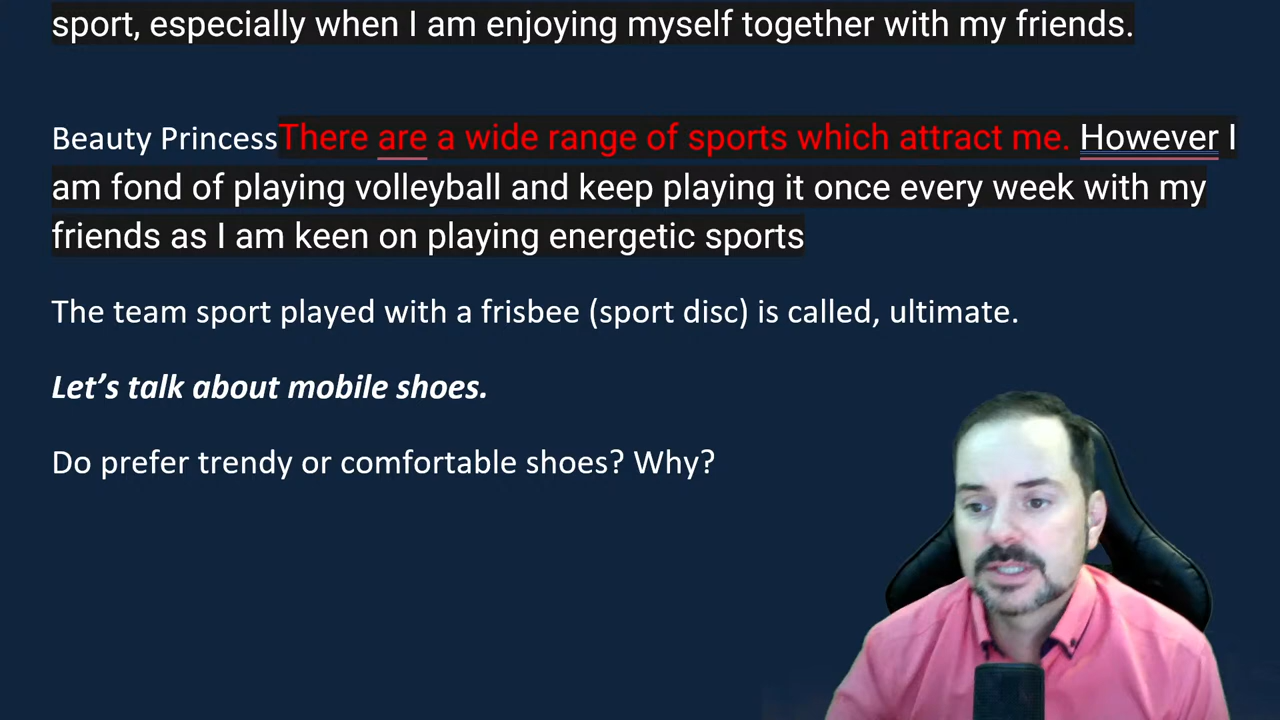 sport, especially when I am enjoying myself together with my friends.
Beauty PrincessThere are a wide range of sports which attract me. However I
am fond of playing volleyball and keep playing it once every week with my
friends as I am keen on playing energetic sports
The team sport played with a frisbee (sport disc) is called, ultimate.
Let’s talk about mobile shoes.
Do prefer trendy or comfortable shoes? Why?